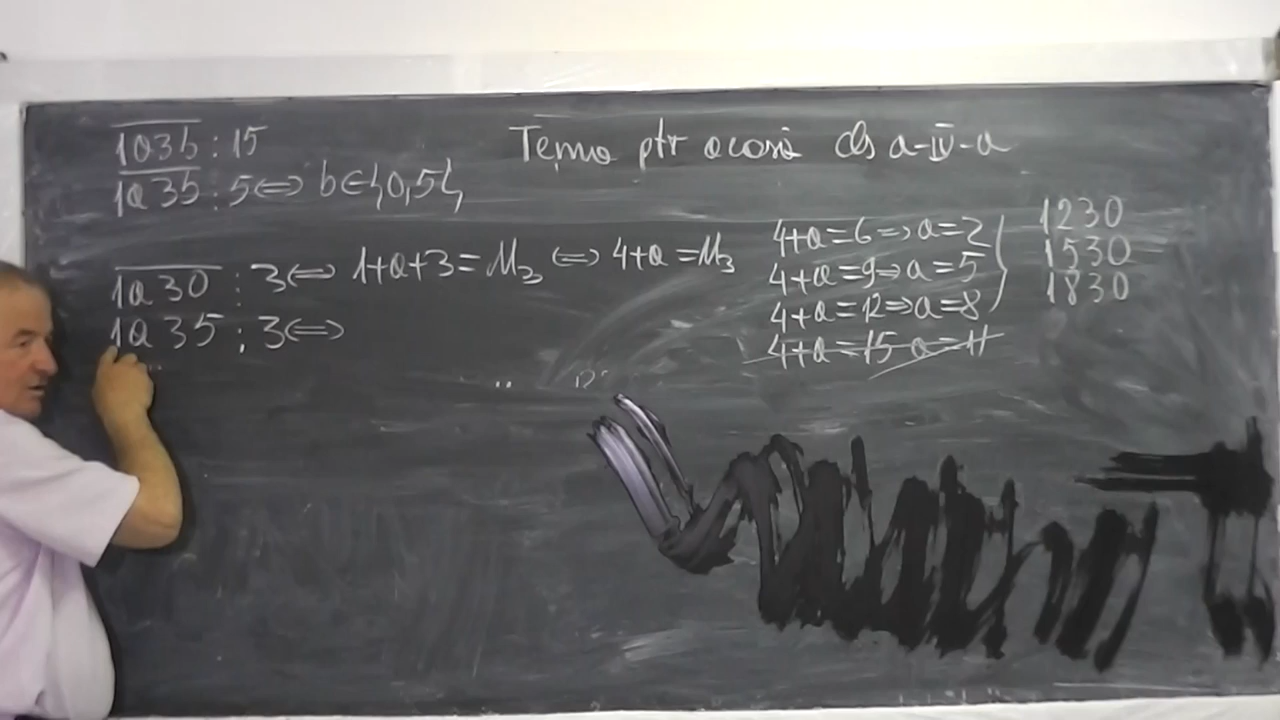 1a3b : 15
Tema ptr acasă cls a-IV-a
1a3b : 5 ⇔ b∈{0,5}
1a30 : 3 ⇔ 1+a+3=M3 ⇔ 4+a=M3
1a35 : 3 ⇔
4+a=6 => a=2
4+a=9 => a=5
4+a=12 => a=8
4+a=15 a=11
1230
1530
1830